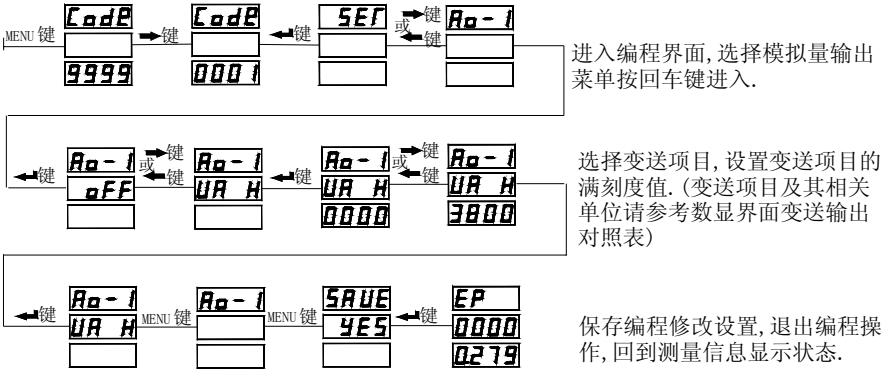 CodE CodE SEt 键 Ao-1
MENU 键 键 键 或 键
9999 0001
进入编程界面,选择模拟量输出
菜单按回车键进入.
Ao-1 或 键 Ao-1 Ao-1 或 键 Ao-1
键 oFF 键 UA H 键 UA H 键 UA H
0000 3800
选择变送项目,设置变送项目的
满刻度值.(变送项目及其相关
单位请参考数显界面变送输出
对照表)
Ao-1 Ao-1 SAUE EP
键 UA H MENU 键 MENU 键 YES 键 0000
0.279
保存编程修改设置,退出编程操
作,回到测量信息显示状态.